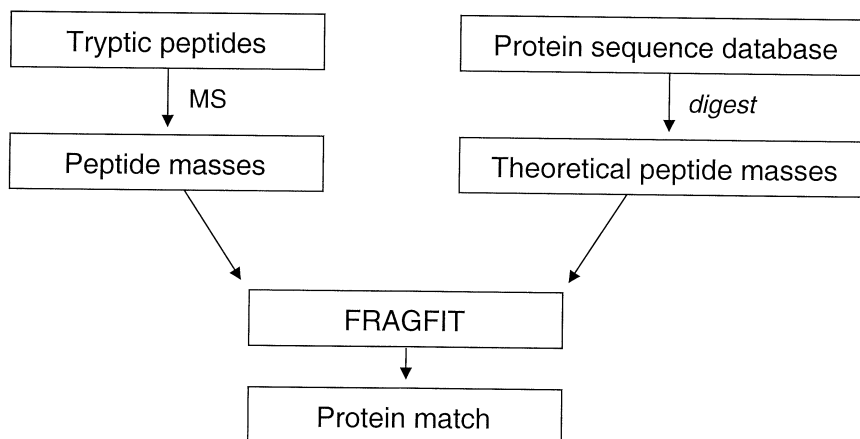 Tryptic peptides
MS
Peptide masses
Protein sequence database
digest
Theoretical peptide masses
FRAGFIT
Protein match